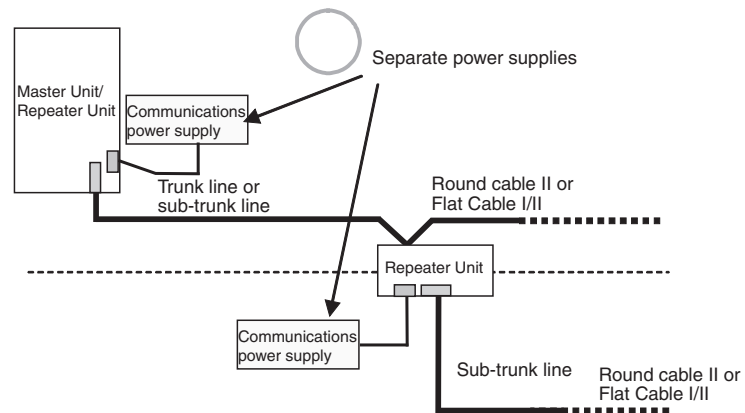 Separate power supplies
Master Unit/
Repeater Unit
Communications
power supply
Trunk line or
sub-trunk line
Round cable II or
Flat Cable I/II
Repeater Unit
Communications
power supply
Sub-trunk line
Round cable II or
Flat Cable I/II